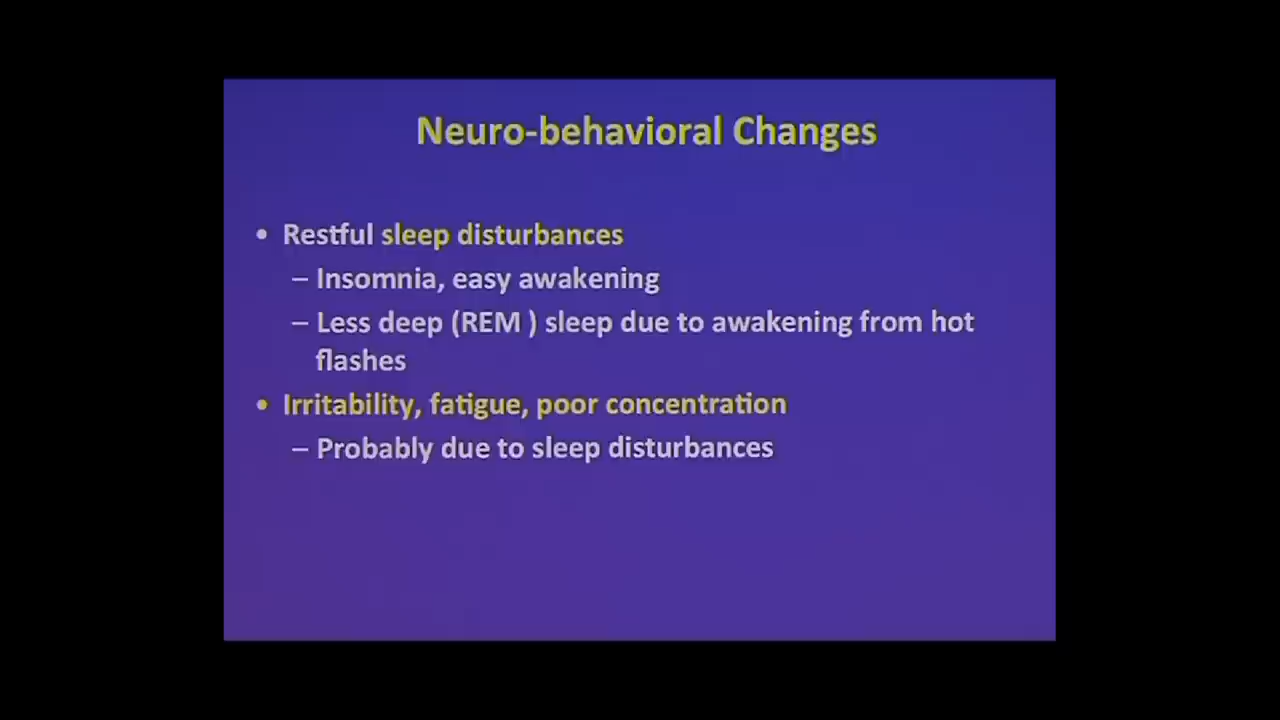 Neuro-behavioral Changes
• Restful sleep disturbances
– Insomnia, easy awakening
– Less deep (REM ) sleep due to awakening from hot
flashes
• Irritability, fatigue, poor concentration
– Probably due to sleep disturbances